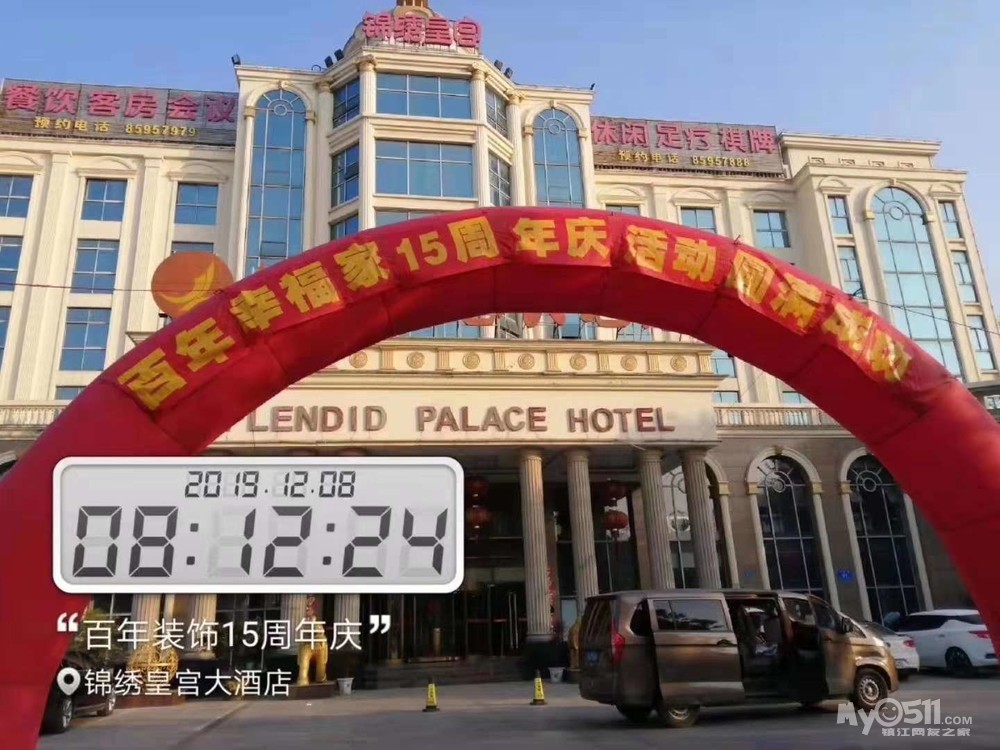 锦绣皇宫
餐饮 客房 会议
预约电话 85957979
休闲 足疗 棋牌
预约电话 85957888
百年幸福家15周年庆活动圆满成功
LENDID PALACE HOTEL
2019.12.08
08:12:24
“百年装饰15周年庆”
锦绣皇宫大酒店
My0511.COM
镇江网友之家